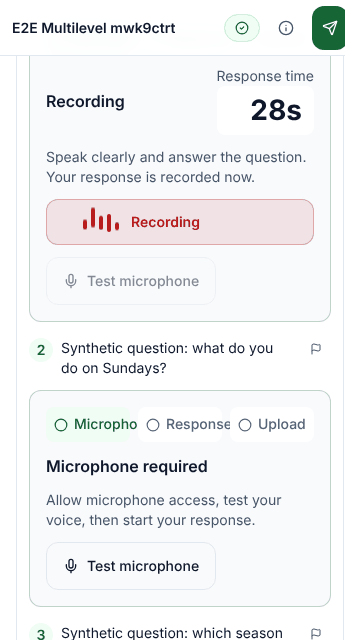 E2E Multilevel mwk9ctrt
Response time
Recording
28s
Speak clearly and answer the question.
Your response is recorded now.
Recording
Test microphone
2
Synthetic question: what do you
do on Sundays?
Micropho
Response
Upload
Microphone required
Allow microphone access, test your
voice, then start your response.
Test microphone
3
Synthetic question: which season